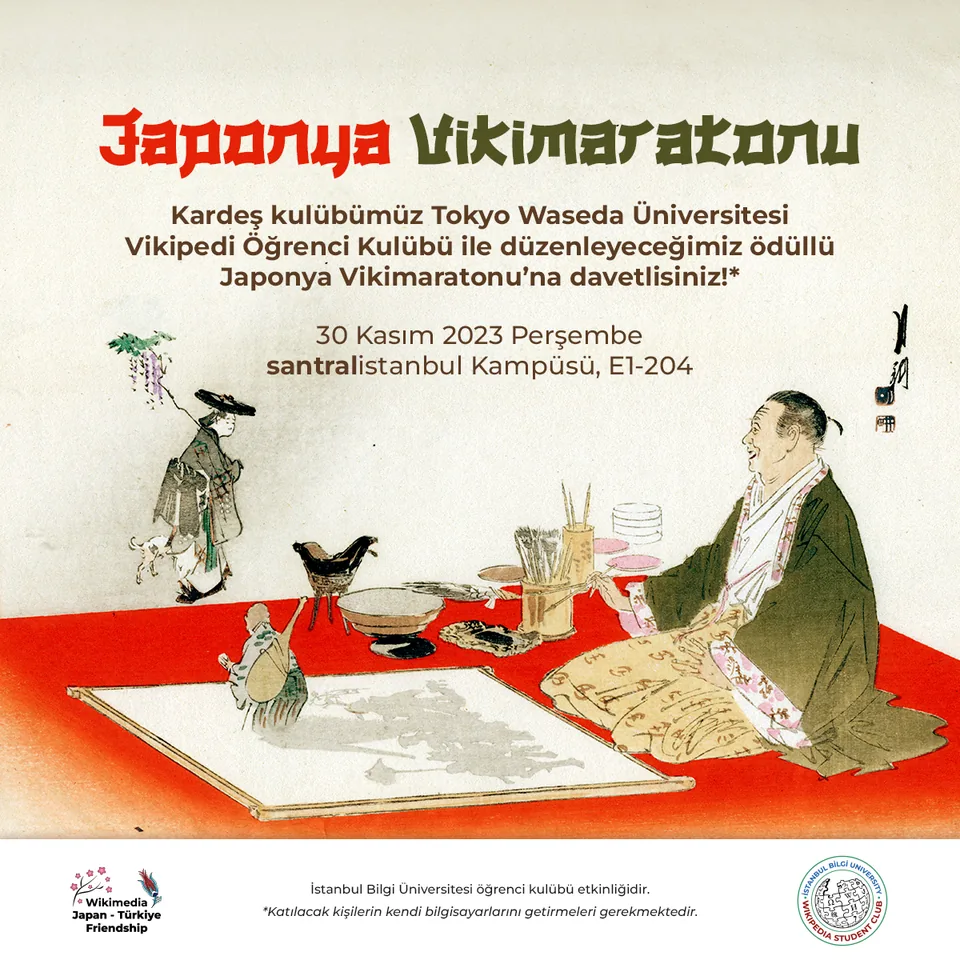 Japonya Vikimaratonu
Kardeş kulübümüz Tokyo Waseda Üniversitesi
Vikipedi Öğrenci Kulübü ile düzenleyeceğimiz ödüllü
Japonya Vikimaratonu’na davetlisiniz!*
30 Kasım 2023 Perşembe
santralistanbul Kampüsü, E1-204
Wikimedia
Japan - Türkiye
Friendship
İstanbul Bilgi Üniversitesi öğrenci kulübü etkinliğidir.
*Katılacak kişilerin kendi bilgisayarlarını getirmeleri gerekmektedir.
İSTANBUL BİLGİ UNIVERSITY
WIKIPEDIA STUDENT CLUB